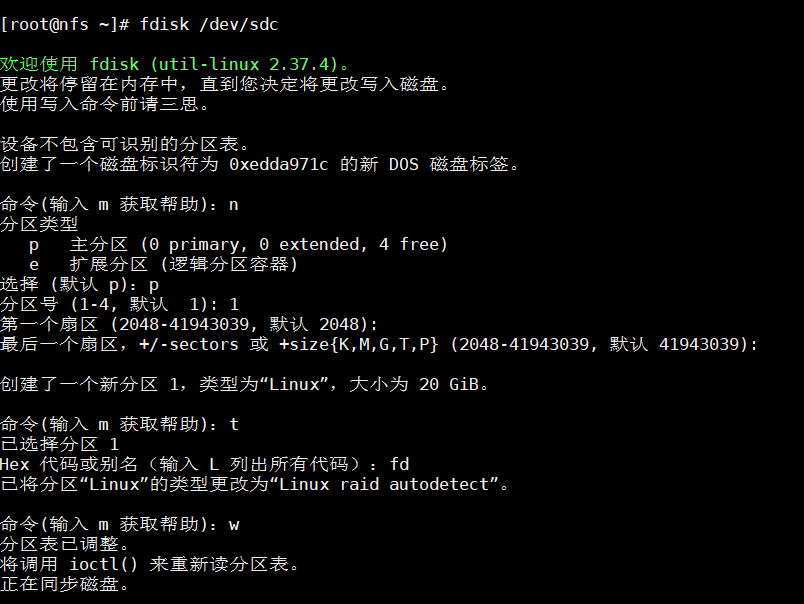 [root@nfs ~]# fdisk /dev/sdc
欢迎使用 fdisk (util-linux 2.37.4)。
更改将停留在内存中，直到您决定将更改写入磁盘。
使用写入命令前请三思。
设备不包含可识别的分区表。
创建了一个磁盘标识符为 0xedda971c 的新 DOS 磁盘标签。
命令(输入 m 获取帮助)：n
分区类型
   p   主分区 (0 primary, 0 extended, 4 free)
   e   扩展分区 (逻辑分区容器)
选择 (默认 p)：p
分区号 (1-4, 默认  1): 1
第一个扇区 (2048-41943039, 默认 2048):
最后一个扇区，+/-sectors 或 +size{K,M,G,T,P} (2048-41943039, 默认 41943039):
创建了一个新分区 1，类型为“Linux”，大小为 20 GiB。
命令(输入 m 获取帮助)：t
已选择分区 1
Hex 代码或别名（输入 L 列出所有代码）：fd
已将分区“Linux”的类型更改为“Linux raid autodetect”。
命令(输入 m 获取帮助)：w
分区表已调整。
将调用 ioctl() 来重新读分区表。
正在同步磁盘。